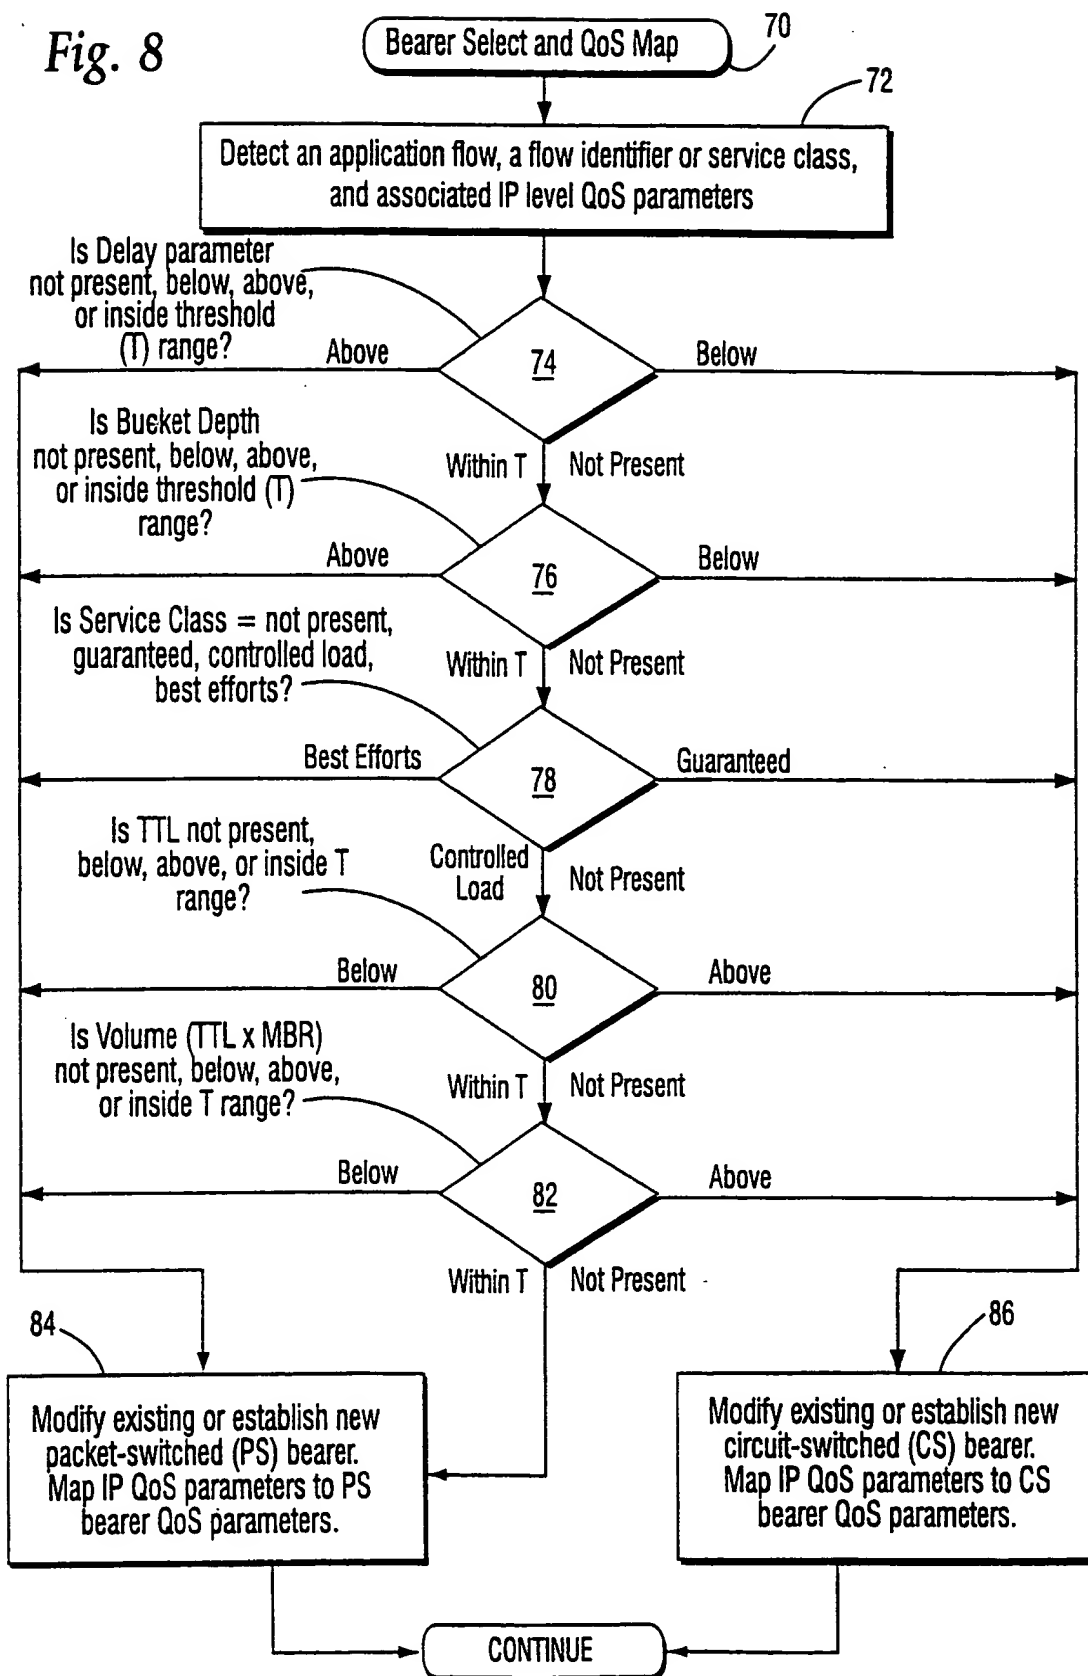 Fig. 8
Bearer Select and QoS Map
70
72
Detect an application flow, a flow identifier or service class,
and associated IP level QoS parameters
Is Delay parameter
not present, below, above,
or inside threshold
(T) range?
Above
74
Below
Within T
Not Present
Is Bucket Depth
not present, below, above,
or inside threshold (T)
range?
Above
76
Below
Within T
Not Present
Is Service Class = not present,
guaranteed, controlled load,
best efforts?
Best Efforts
78
Guaranteed
Controlled
Load
Not Present
Is TTL not present,
below, above, or inside T
range?
Below
80
Above
Within T
Not Present
Is Volume (TTL x MBR)
not present, below, above,
or inside T range?
Below
82
Above
Within T
Not Present
84
Modify existing or establish new
packet-switched (PS) bearer.
Map IP QoS parameters to PS
bearer QoS parameters.
86
Modify existing or establish new
circuit-switched (CS) bearer.
Map IP QoS parameters to CS
bearer QoS parameters.
CONTINUE